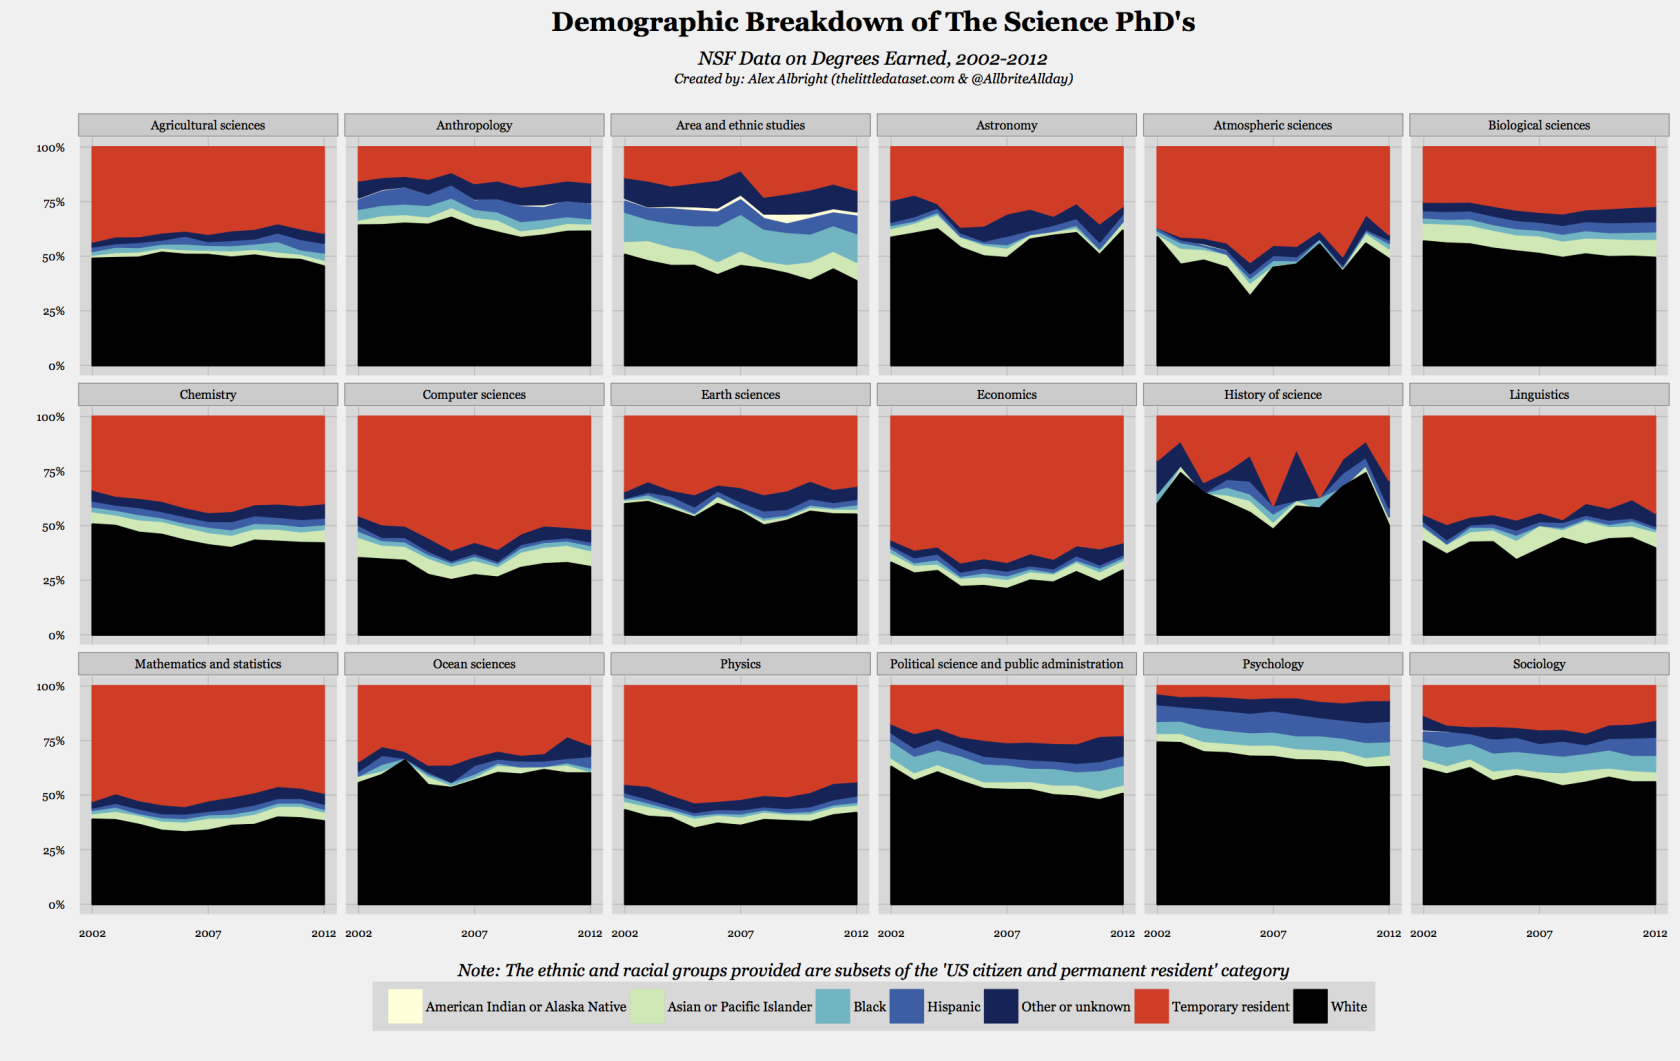 Demographic Breakdown of The Science PhD's
NSF Data on Degrees Earned, 2002-2012
Created by: Alex Albright (thelittledataset.com & @AllbriteAllday)
Agricultural sciences
Anthropology
Area and ethnic studies
Astronomy
Atmospheric sciences
Biological sciences
100%
75%
50%
25%
0%
Chemistry
Computer sciences
Earth sciences
Economics
History of science
Linguistics
100%
75%
50%
25%
0%
Mathematics and statistics
Ocean sciences
Physics
Political science and public administration
Psychology
Sociology
100%
75%
50%
25%
0%
2002 2007 2012 2002 2007 2012 2002 2007 2012 2002 2007 2012 2002 2007 2012 2002 2007 2012
Note: The ethnic and racial groups provided are subsets of the 'US citizen and permanent resident' category
American Indian or Alaska Native Asian or Pacific Islander Black Hispanic Other or unknown Temporary resident White